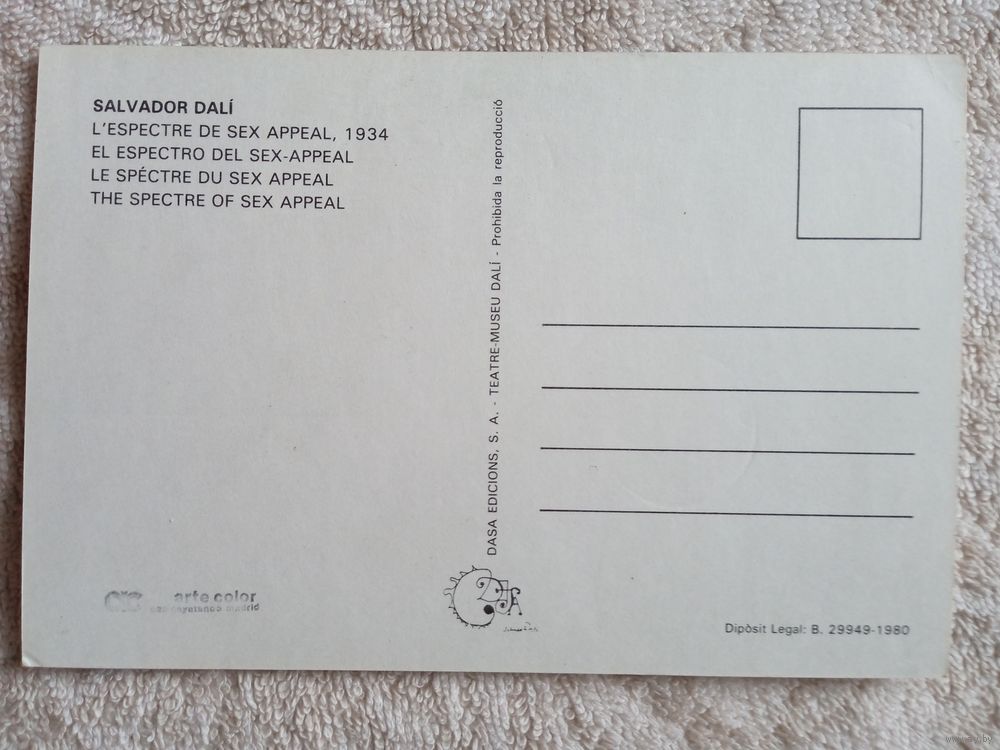 SALVADOR DALÍ
L'ESPECTRE DE SEX APPEAL, 1934
EL ESPECTRO DEL SEX-APPEAL
LE SPÉCTRE DU SEX APPEAL
THE SPECTRE OF SEX APPEAL
DASA EDICIONS, S. A. - TEATRE-MUSEU DALÍ - Prohibida la reproducció
arte color
madrid
Dipòsit Legal: B. 29949-1980